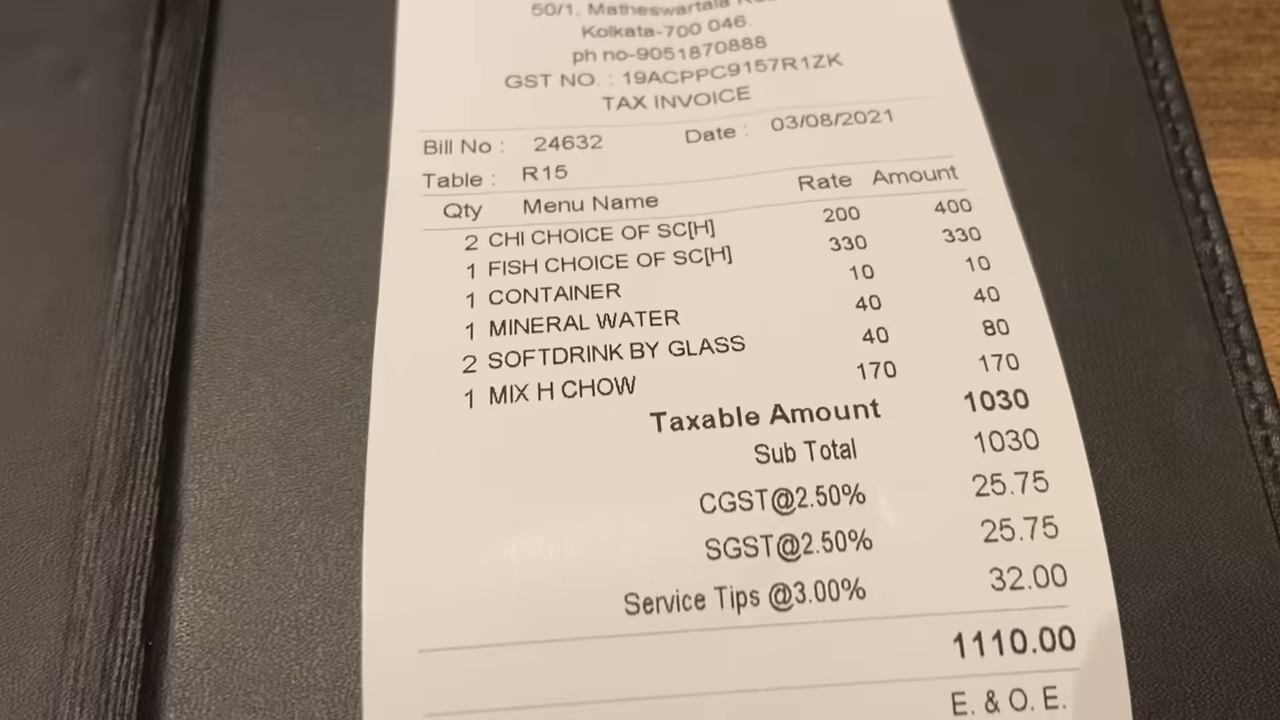 50/1, Matheswartala
Kolkata-700 046.
ph no-9051870888
GST NO. : 19ACPPC9157R1ZK
TAX INVOICE
Bill No : 24632 Date : 03/08/2021
Table : R15
Qty Menu Name Rate Amount
2 CHI CHOICE OF SC[H] 200 400
1 FISH CHOICE OF SC[H] 330 330
1 CONTAINER 10 10
1 MINERAL WATER 40 40
2 SOFTDRINK BY GLASS 40 80
1 MIX H CHOW 170 170
Taxable Amount 1030
Sub Total 1030
CGST@2.50% 25.75
SGST@2.50% 25.75
Service Tips @3.00% 32.00
1110.00
E. & O. E.